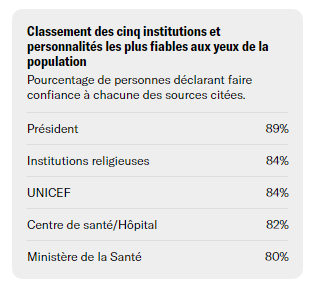 Classement des cinq institutions et
personnalités les plus fiables aux yeux de la
population
Pourcentage de personnes déclarant faire
confiance à chacune des sources citées.
Président 89%
Institutions religieuses 84%
UNICEF 84%
Centre de santé/Hôpital 82%
Ministère de la Santé 80%